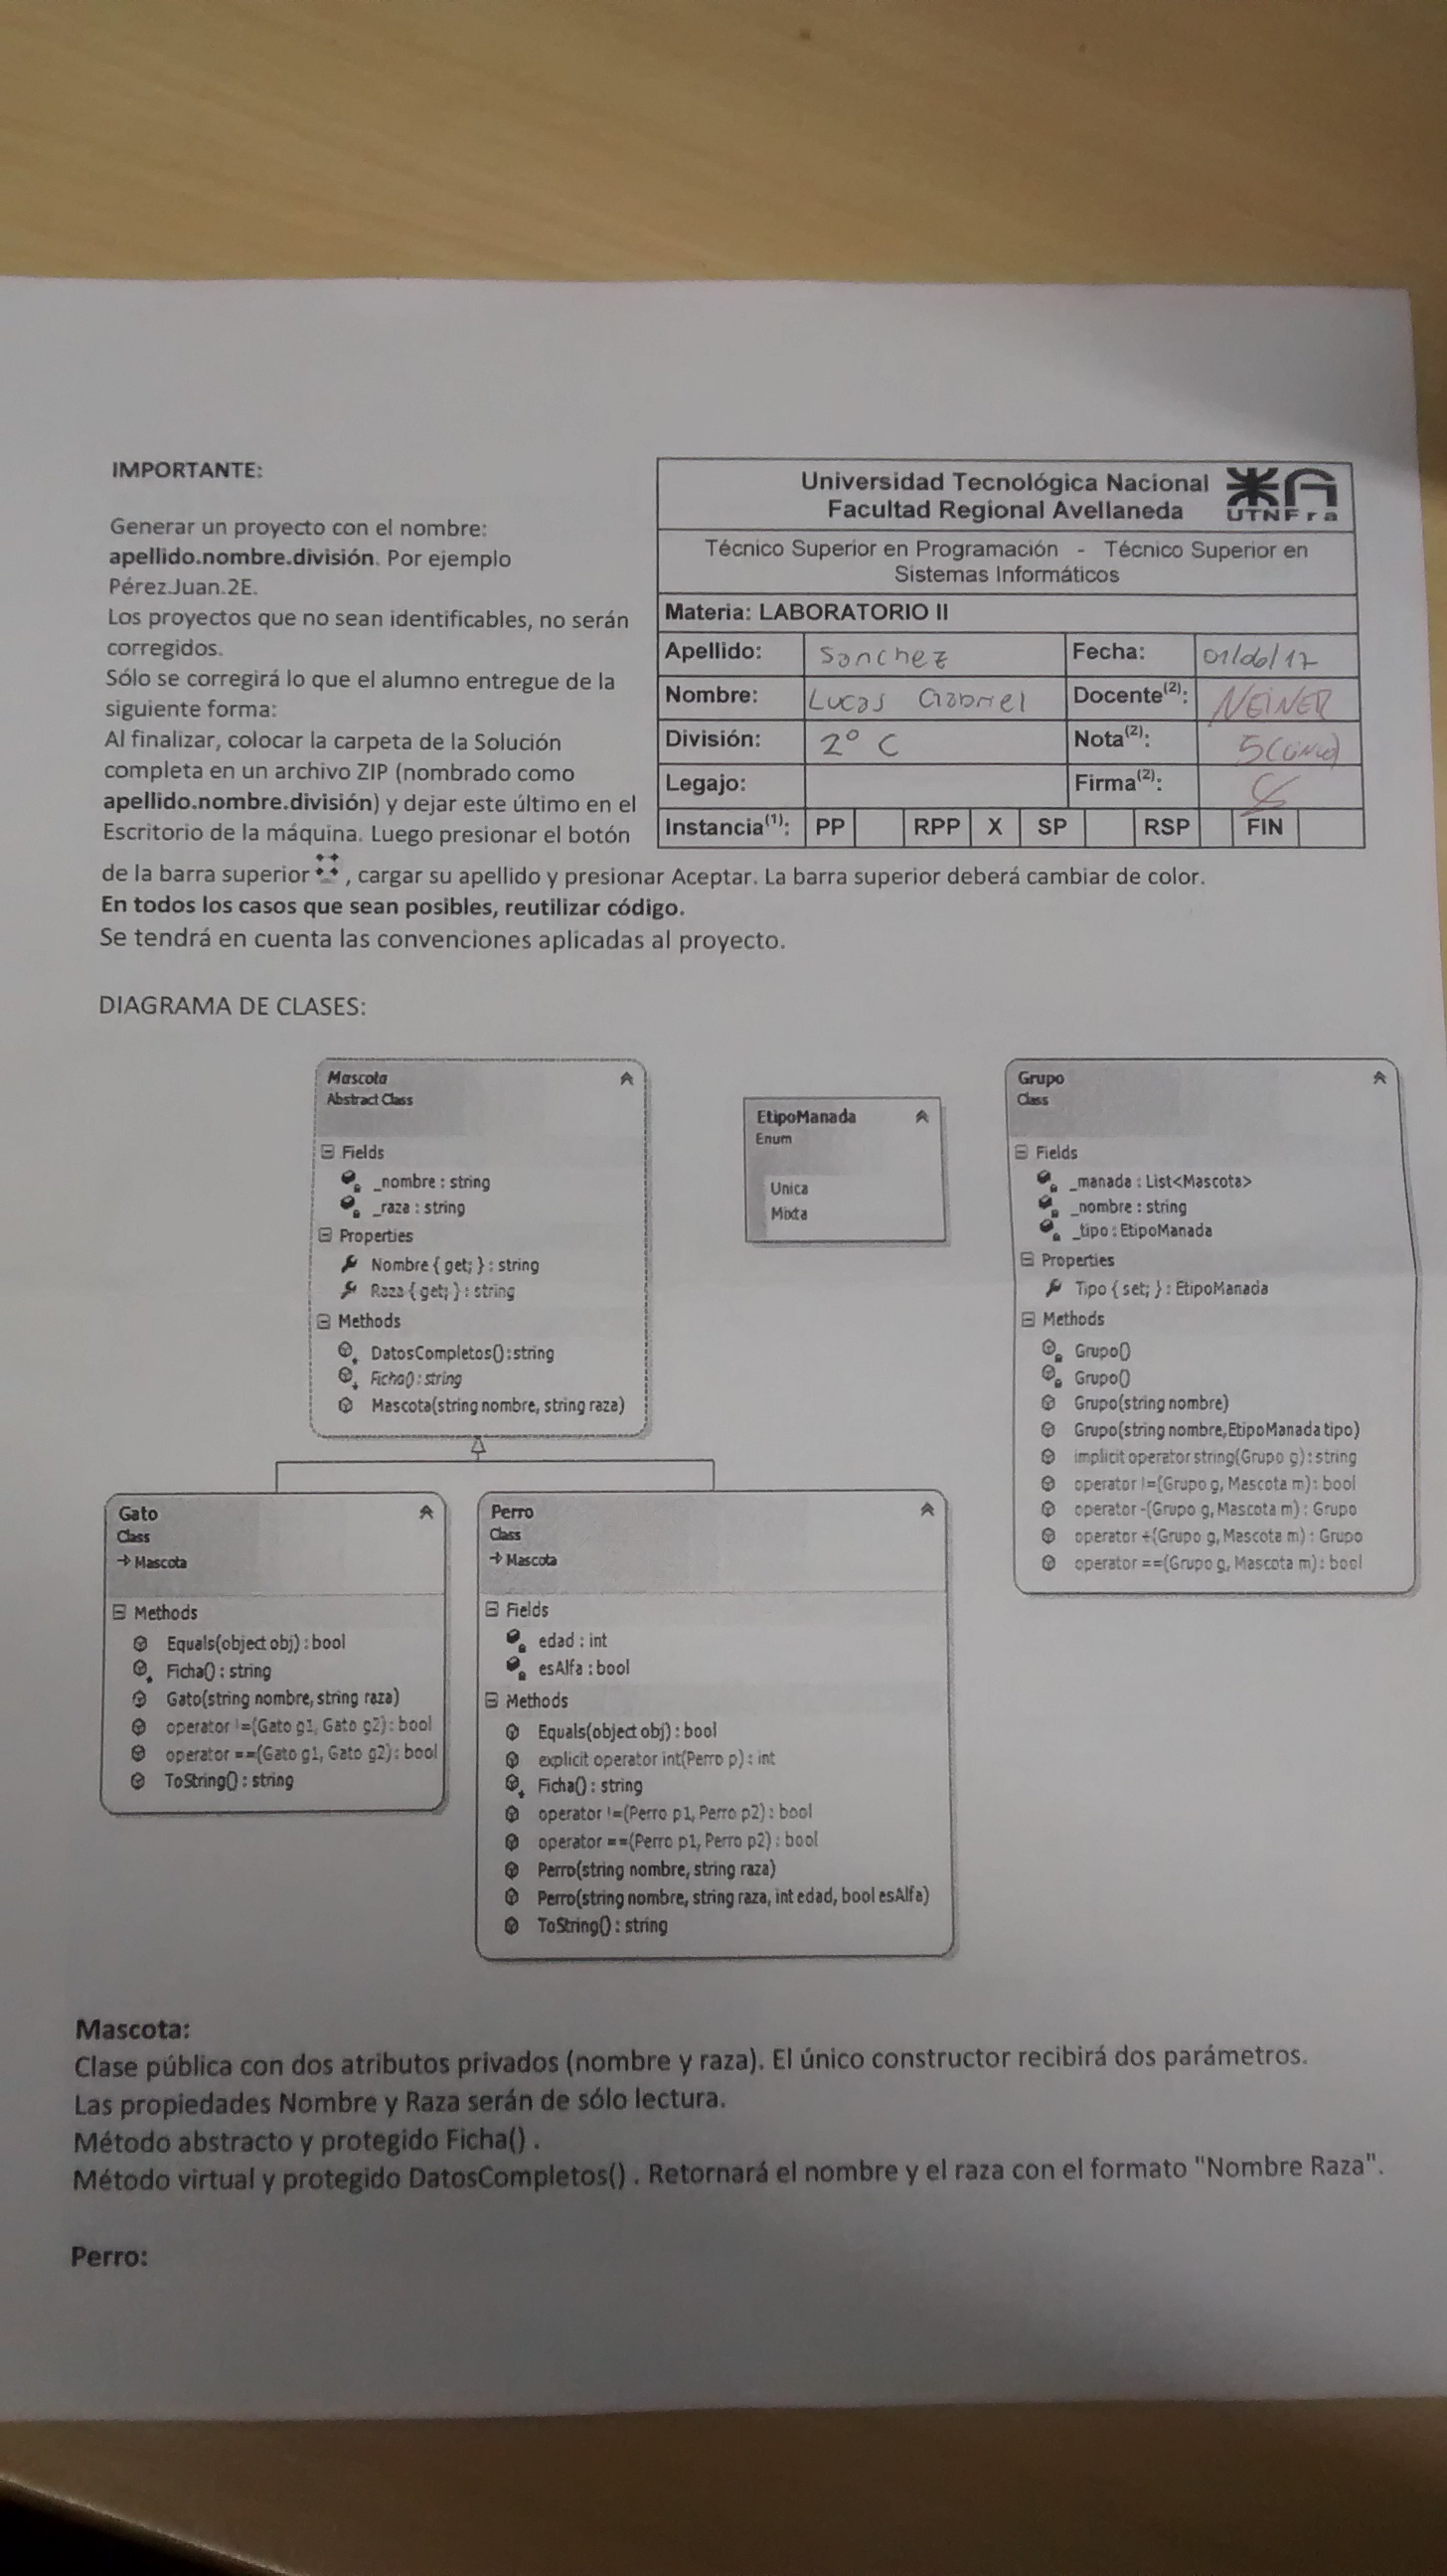 IMPORTANTE:
Generar un proyecto con el nombre:
apellido.nombre.división. Por ejemplo
Pérez.Juan.2E.
Los proyectos que no sean identificables, no serán
corregidos.
Sólo se corregirá lo que el alumno entregue de la
siguiente forma:
Al finalizar, colocar la carpeta de la Solución
completa en un archivo ZIP (nombrado como
apellido.nombre.división) y dejar este último en el
Escritorio de la máquina. Luego presionar el botón
de la barra superior , cargar su apellido y presionar Aceptar. La barra superior deberá cambiar de color.
En todos los casos que sean posibles, reutilizar código.
Se tendrá en cuenta las convenciones aplicadas al proyecto.
Universidad Tecnológica Nacional
Facultad Regional Avellaneda
UTNFra
Técnico Superior en Programación - Técnico Superior en
Sistemas Informáticos
Materia: LABORATORIO II
Apellido: Sanchez Fecha: 01/06/17
Nombre: Lucas Gabriel Docente(2): NEINER
División: 2° C Nota(2): 5(cinco)
Legajo: Firma(2):
Instancia(1): PP RPP X SP RSP FIN
DIAGRAMA DE CLASES:
Mascota
Abstract Class
Fields
_nombre : string
_raza : string
Properties
Nombre { get; } : string
Raza { get; } : string
Methods
DatosCompletos():string
Ficha() : string
Mascota(string nombre, string raza)
EtipoManada
Enum
Unica
Mixta
Grupo
Class
Fields
_manada : List<Mascota>
_nombre : string
_tipo : EtipoManada
Properties
Tipo { set; } : EtipoManada
Methods
Grupo()
Grupo()
Grupo(string nombre)
Grupo(string nombre,EtipoManada tipo)
implicit operator string(Grupo g) : string
operator !=(Grupo g, Mascota m) : bool
operator -(Grupo g, Mascota m) : Grupo
operator +(Grupo g, Mascota m) : Grupo
operator ==(Grupo g, Mascota m) : bool
Gato
Class
Mascota
Methods
Equals(object obj) : bool
Ficha() : string
Gato(string nombre, string raza)
operator !=(Gato g1, Gato g2) : bool
operator ==(Gato g1, Gato g2) : bool
ToString() : string
Perro
Class
Mascota
Fields
edad : int
esAlfa : bool
Methods
Equals(object obj) : bool
explicit operator int(Perro p) : int
Ficha() : string
operator !=(Perro p1, Perro p2) : bool
operator ==(Perro p1, Perro p2) : bool
Perro(string nombre, string raza)
Perro(string nombre, string raza, int edad, bool esAlfa)
ToString() : string
Mascota:
Clase pública con dos atributos privados (nombre y raza). El único constructor recibirá dos parámetros.
Las propiedades Nombre y Raza serán de sólo lectura.
Método abstracto y protegido Ficha() .
Método virtual y protegido DatosCompletos() . Retornará el nombre y el raza con el formato "Nombre Raza".
Perro: